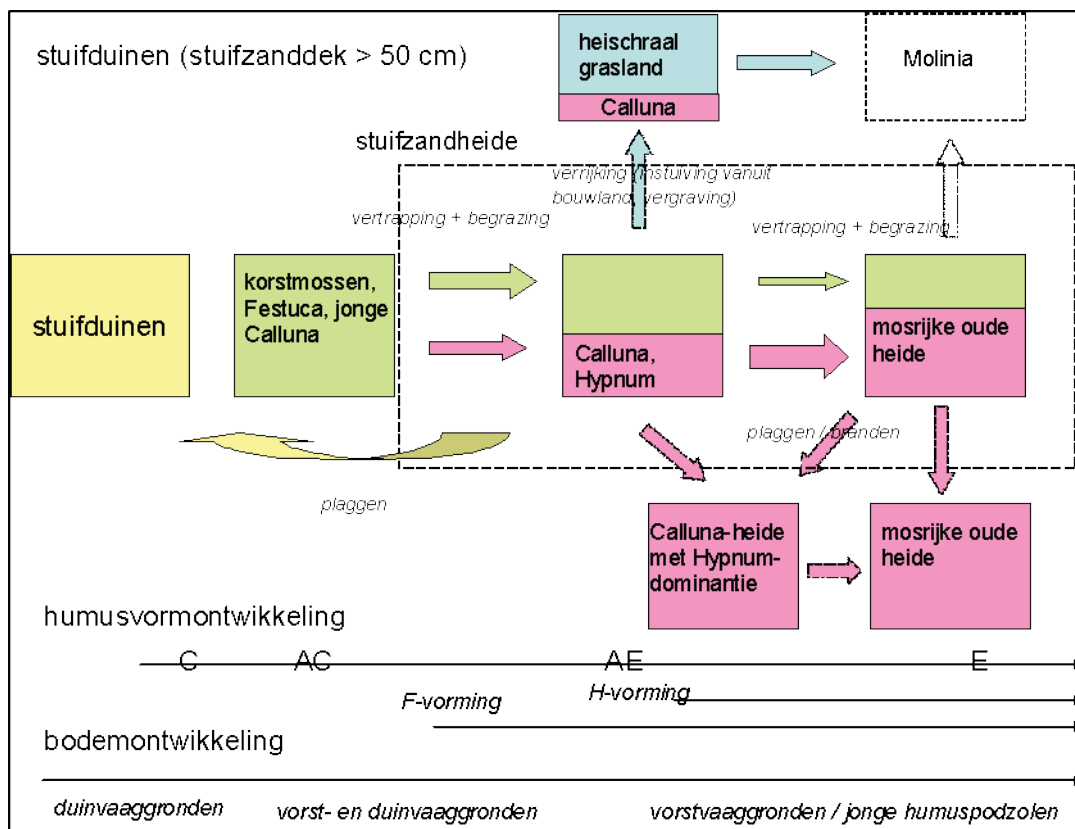 stuifduinen (stuifzanddek > 50 cm)
heischraal
grasland
Calluna
Molinia
stuifzandheide
verrijking (instuiving vanuit
bouwland, vergraving)
vertrapping + begrazing
vertrapping + begrazing
stuifduinen
korstmossen,
Festuca, jonge
Calluna
Calluna,
Hypnum
mosrijke oude
heide
plaggen / branden
plaggen
Calluna-heide
met Hypnum-
dominantie
mosrijke oude
heide
humusvormontwikkeling
C AC AE E
F-vorming H-vorming
bodemontwikkeling
duinvaaggronden vorst- en duinvaaggronden vorstvaaggronden / jonge humuspodzolen